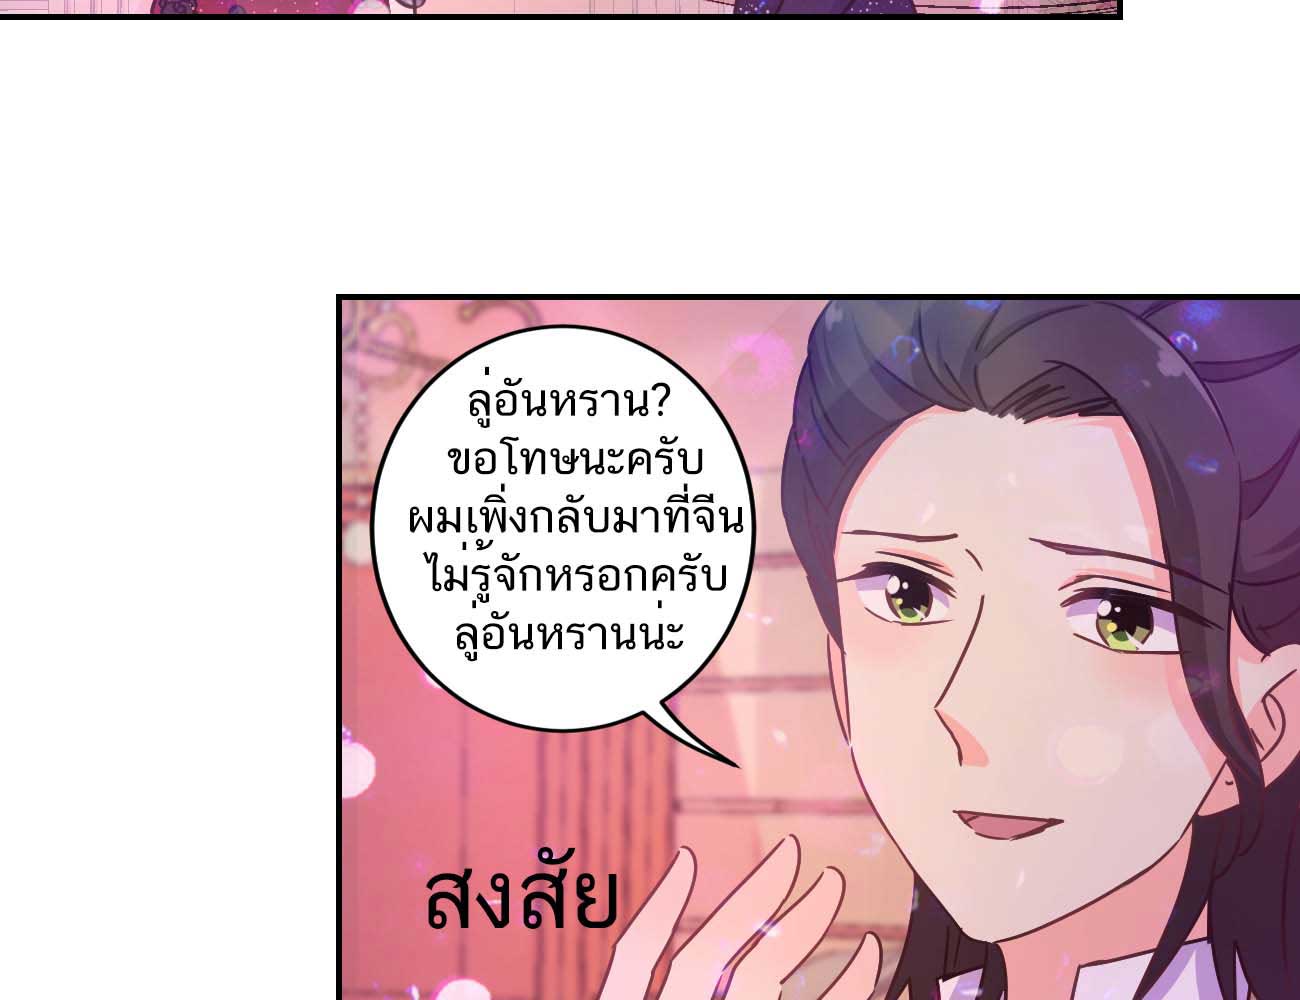 ลู่อันหราน?
ขอโทษนะครับ
ผมเพิ่งกลับมาที่จีน
ไม่รู้จักหรอกครับ
ลู่อันหรานน่ะ
สงสัย